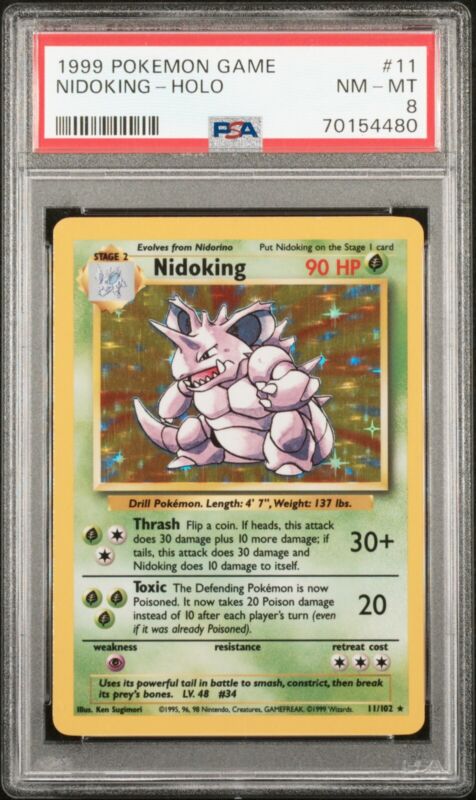 1999 POKEMON GAME #11
NIDOKING - HOLO NM - MT
8
PSA 70154480
Evolves from Nidorino Put Nidoking on the Stage 1 card
STAGE 2
Nidoking 90 HP
Drill Pokémon. Length: 4' 7", Weight: 137 lbs.
Thrash Flip a coin. If heads, this attack
does 30 damage plus 10 more damage; if
tails, this attack does 30 damage and
Nidoking does 10 damage to itself.
30+
Toxic The Defending Pokémon is now
Poisoned. It now takes 20 Poison damage
instead of 10 after each player's turn (even
if it was already Poisoned).
20
weakness resistance retreat cost
Uses its powerful tail in battle to smash, constrict, then break
its prey's bones. LV. 48 #34
Illus. Ken Sugimori ©1995, 96, 98 Nintendo, Creatures, GAMEFREAK. ©1999 Wizards. 11/102 ★